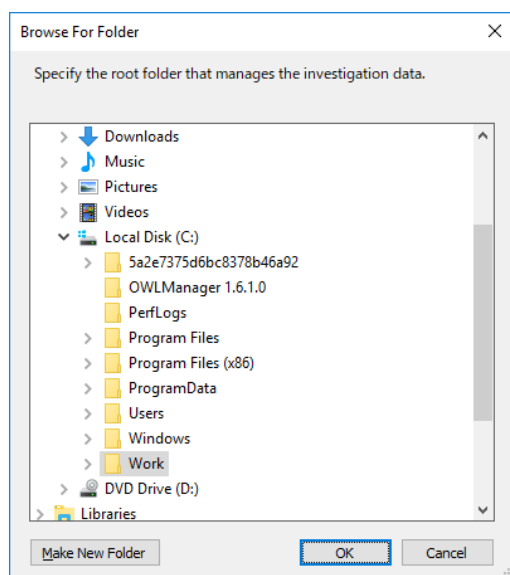 Browse For Folder
Specify the root folder that manages the investigation data.
Downloads
Music
Pictures
Videos
Local Disk (C:)
5a2e7375d6bc8378b46a92
OWLManager 1.6.1.0
PerfLogs
Program Files
Program Files (x86)
ProgramData
Users
Windows
Work
DVD Drive (D:)
Libraries
Make New Folder OK Cancel